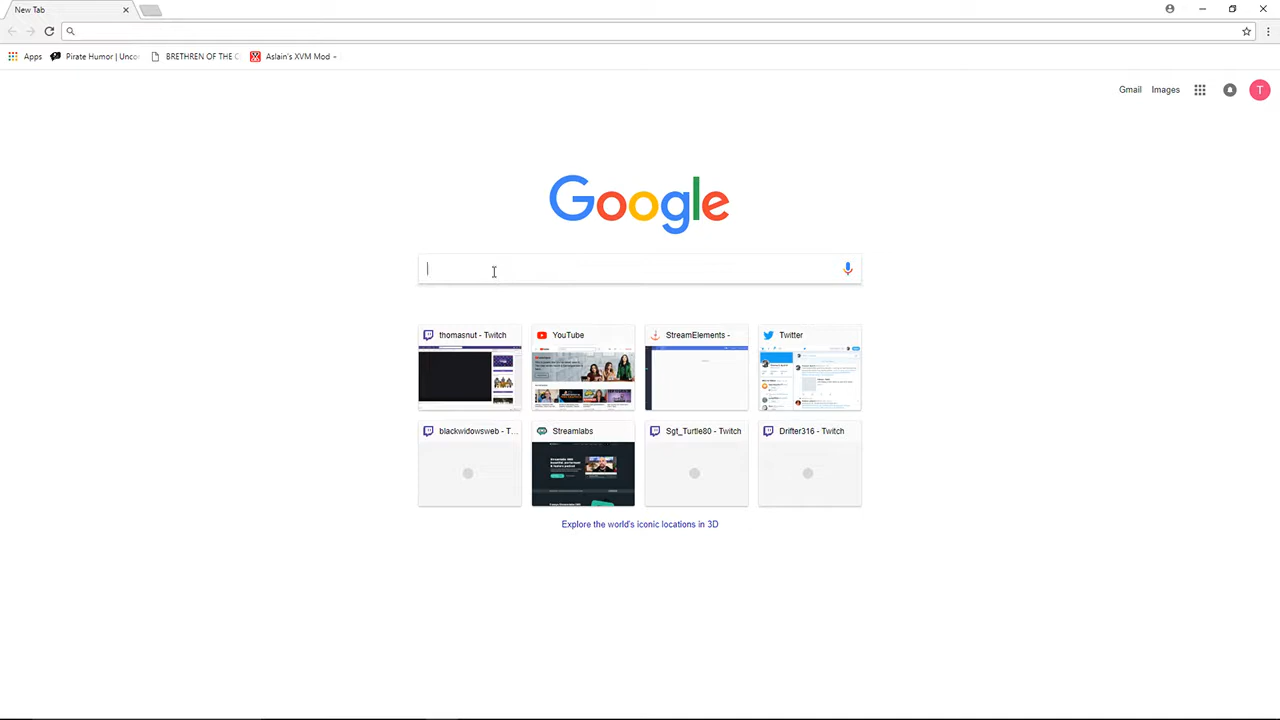 New Tab
Apps
Pirate Humor | Uncor
BRETHREN OF THE C
Aslain's XVM Mod -
Gmail
Images
T
Google
thomasnut - Twitch
YouTube
StreamElements -
Twitter
blackwidowsweb - T...
Streamlabs
Sgt_Turtle80 - Twitch
Drifter316 - Twitch
Explore the world's iconic locations in 3D